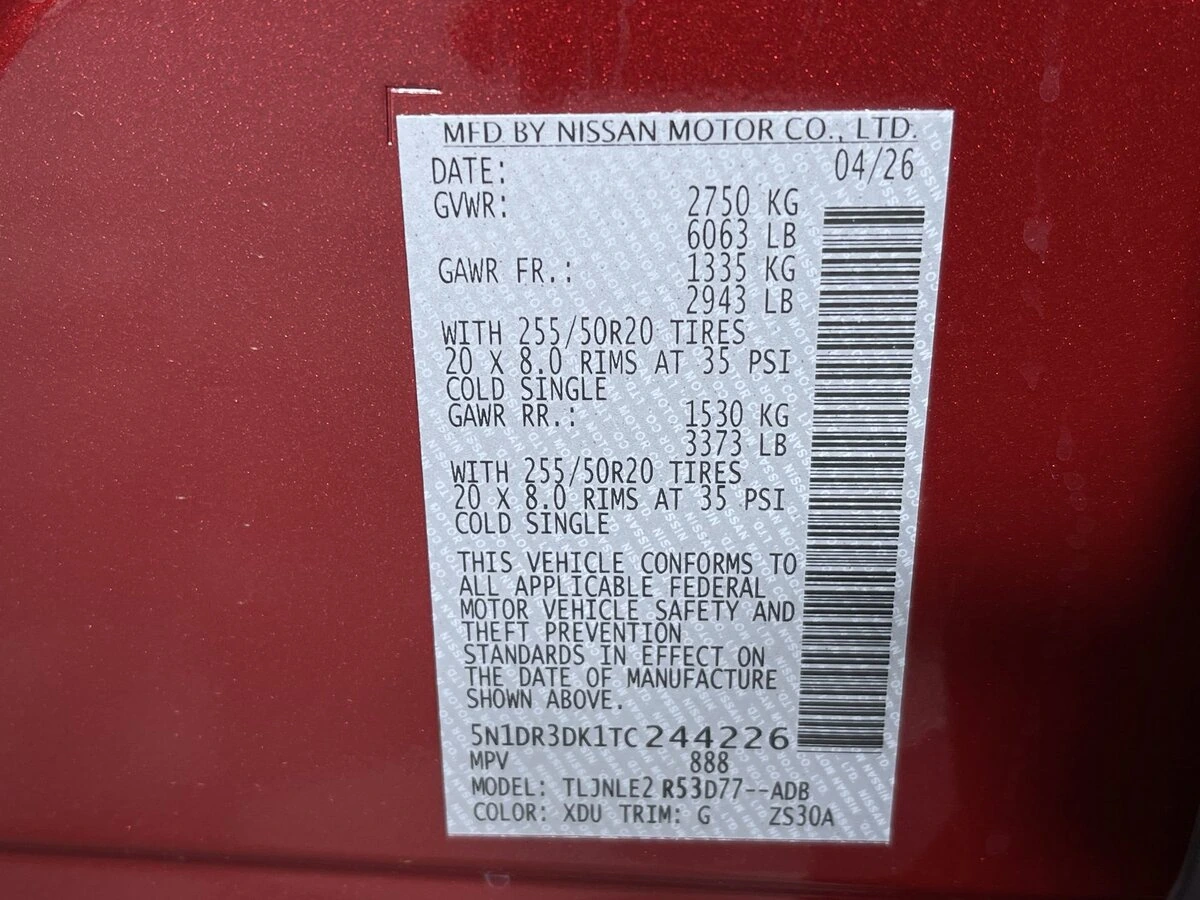 MFD BY NISSAN MOTOR CO., LTD.
DATE: 04/26
GVWR: 2750 KG
6063 LB
GAWR FR.: 1335 KG
2943 LB
WITH 255/50R20 TIRES
20 X 8.0 RIMS AT 35 PSI
COLD SINGLE
GAWR RR.: 1530 KG
3373 LB
WITH 255/50R20 TIRES
20 X 8.0 RIMS AT 35 PSI
COLD SINGLE
THIS VEHICLE CONFORMS TO
ALL APPLICABLE FEDERAL
MOTOR VEHICLE SAFETY AND
THEFT PREVENTION
STANDARDS IN EFFECT ON
THE DATE OF MANUFACTURE
SHOWN ABOVE.
5N1DR3DK1TC244226
MPV 888
MODEL: TLJNLE2 R53D77--ADB
COLOR: XDU TRIM: G ZS30A